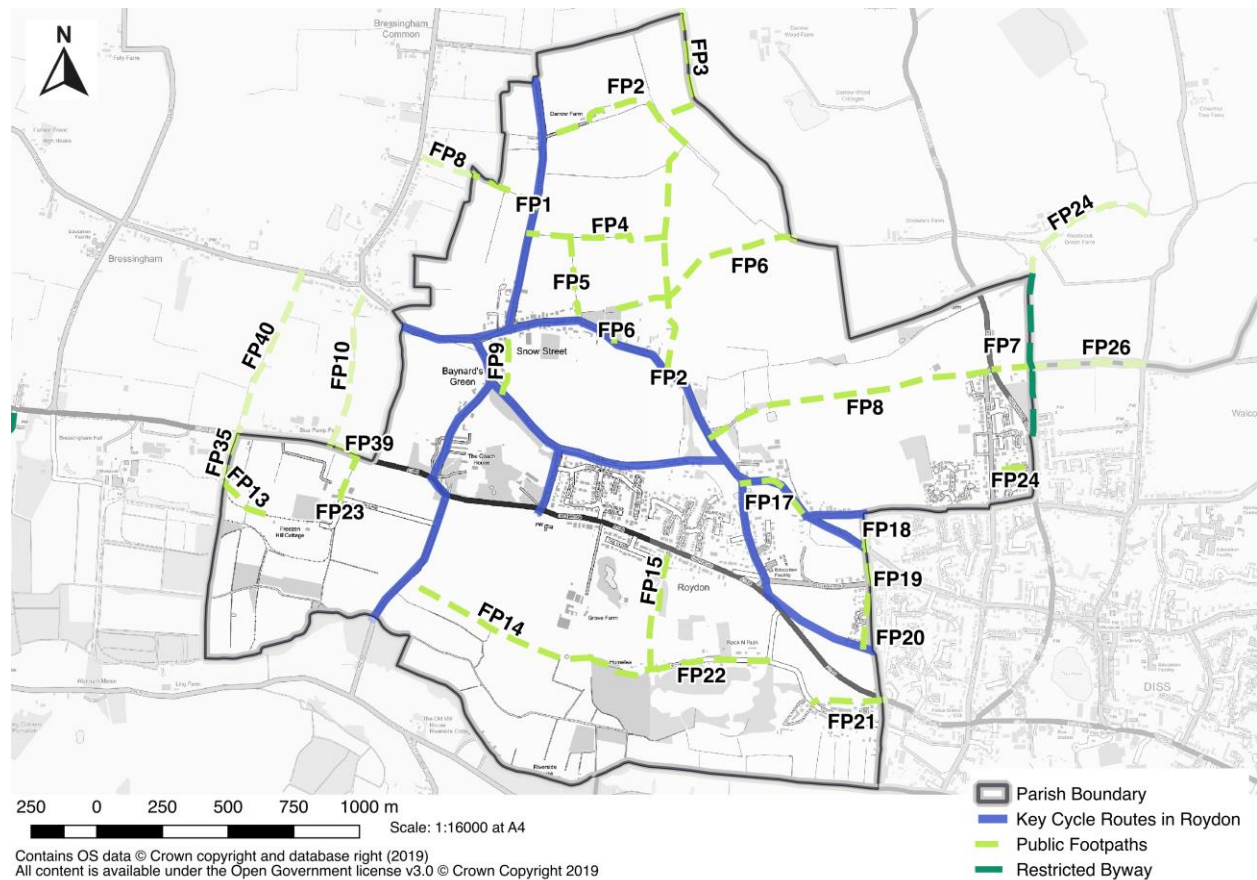 N
Bressingham
Common
FP3
FP2
Darrow Farm
FP8
FP1
FP4
FP24
Bressingham
FP5
FP6
FP40
FP10
FP9
Snow Street
FP6
FP7
FP26
Baynard's
Green
FP2
FP8
FP35
FP39
The Coach
House
FP13
FP23
FP24
FP17
FP18
Freezen
Hill Cottage
FP15
FP19
Roydon
Grove Farm
FP14
FP20
FP22
DISS
FP21
250 0 250 500 750 1000 m
Scale: 1:16000 at A4
Parish Boundary
Key Cycle Routes in Roydon
Public Footpaths
Restricted Byway
Contains OS data © Crown copyright and database right (2019)
All content is available under the Open Government license v3.0 © Crown Copyright 2019